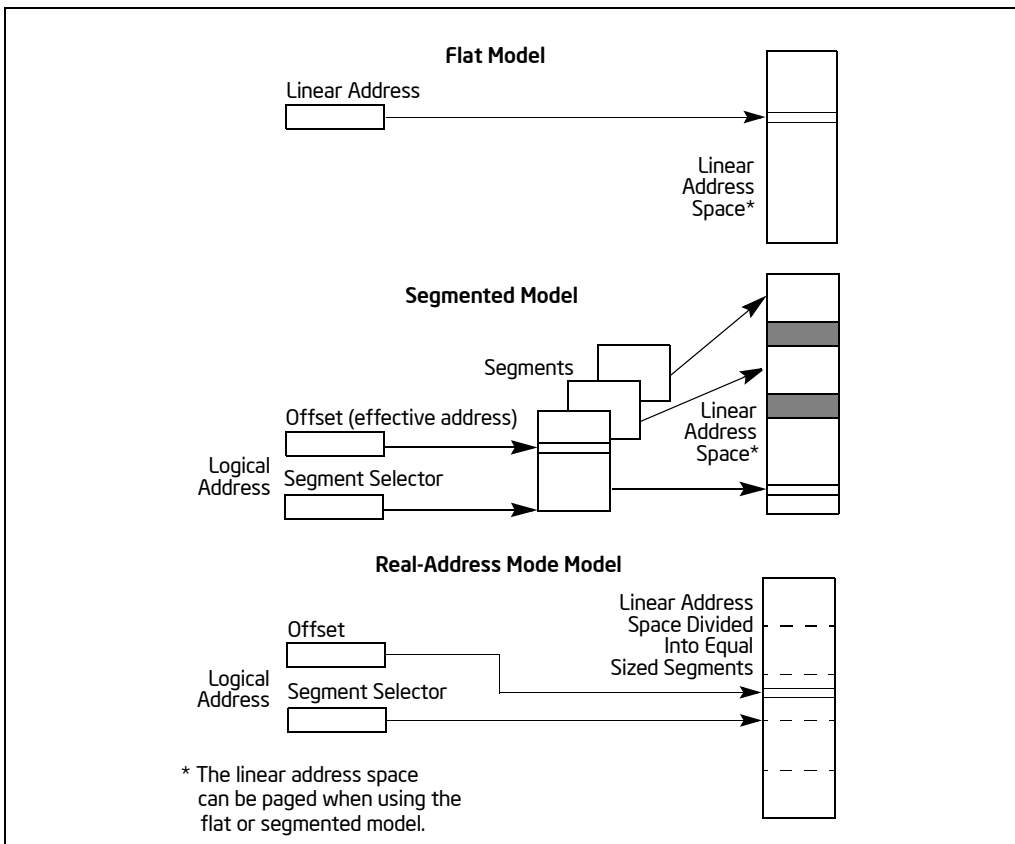 Flat Model
Linear Address
Linear
Address
Space*
Segmented Model
Segments
Offset (effective address)
Logical
Address
Segment Selector
Linear
Address
Space*
Real-Address Mode Model
Offset
Logical
Address
Segment Selector
Linear Address
Space Divided
Into Equal
Sized Segments
* The linear address space
can be paged when using the
flat or segmented model.